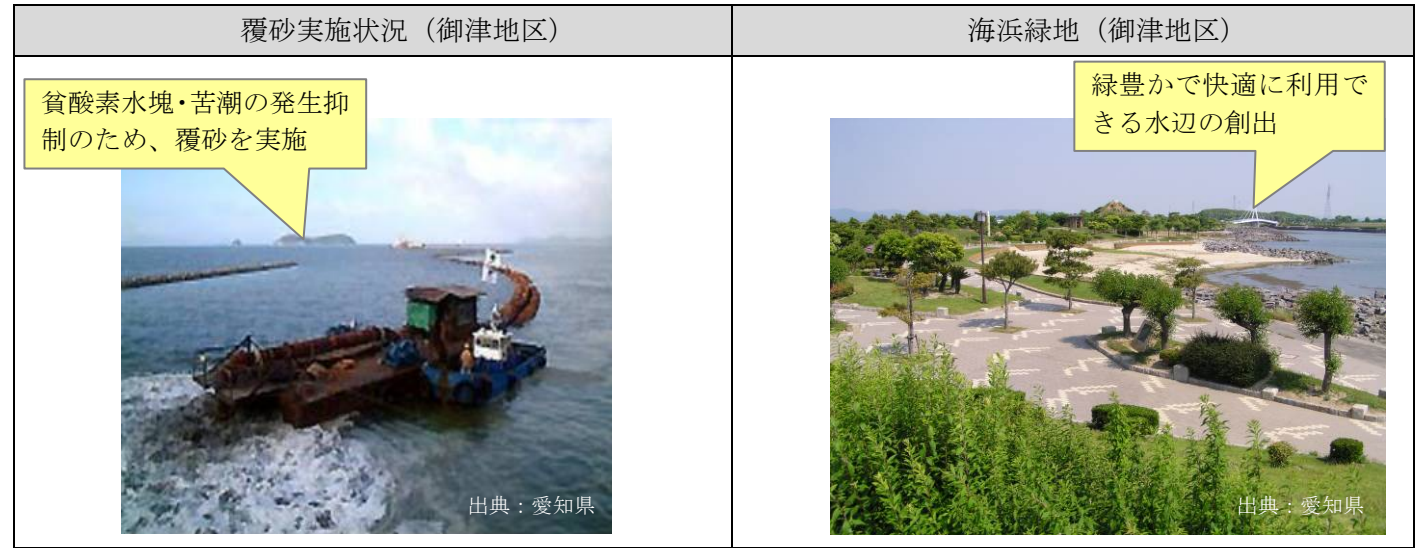 覆砂実施状況（御津地区）
海浜緑地（御津地区）
貧酸素水塊・苦潮の発生抑
制のため、覆砂を実施
緑豊かで快適に利用で
きる水辺の創出
出典：愛知県
出典：愛知県